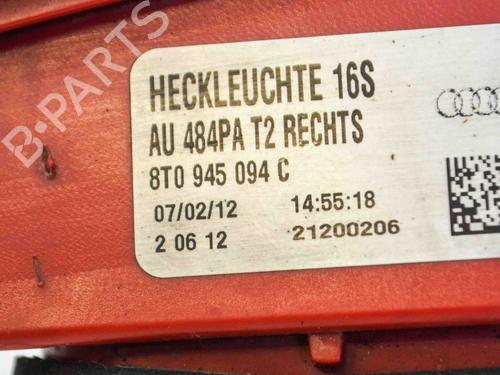 HECKLEUCHTE 16S
AU 484PA T2 RECHTS
8T0 945 094 C
07/02/12 14:55:18
2 06 12 21200206
B-PARTS